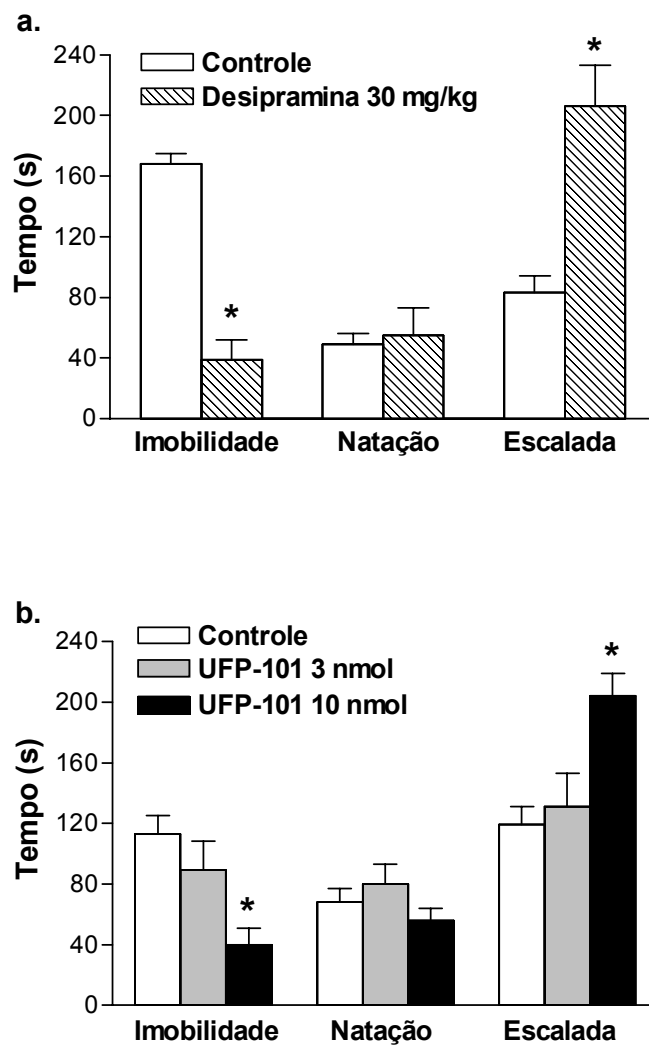 a.
240
Controle
Desipramina 30 mg/kg
*
200
160
Tempo (s)
120
80
*
40
0
Imobilidade Natação Escalada
b.
240
Controle
UFP-101 3 nmol
UFP-101 10 nmol
*
200
160
Tempo (s)
120
80
*
40
0
Imobilidade Natação Escalada